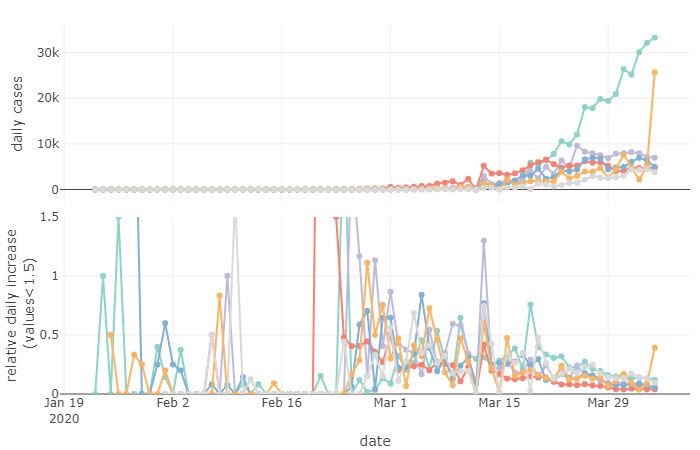 30k
20k
10k
0
daily cases
1.5
1
0.5
0
relative daily increase
(values<1.5)
Jan 19
2020
Feb 2
Feb 16
Mar 1
Mar 15
Mar 29
date